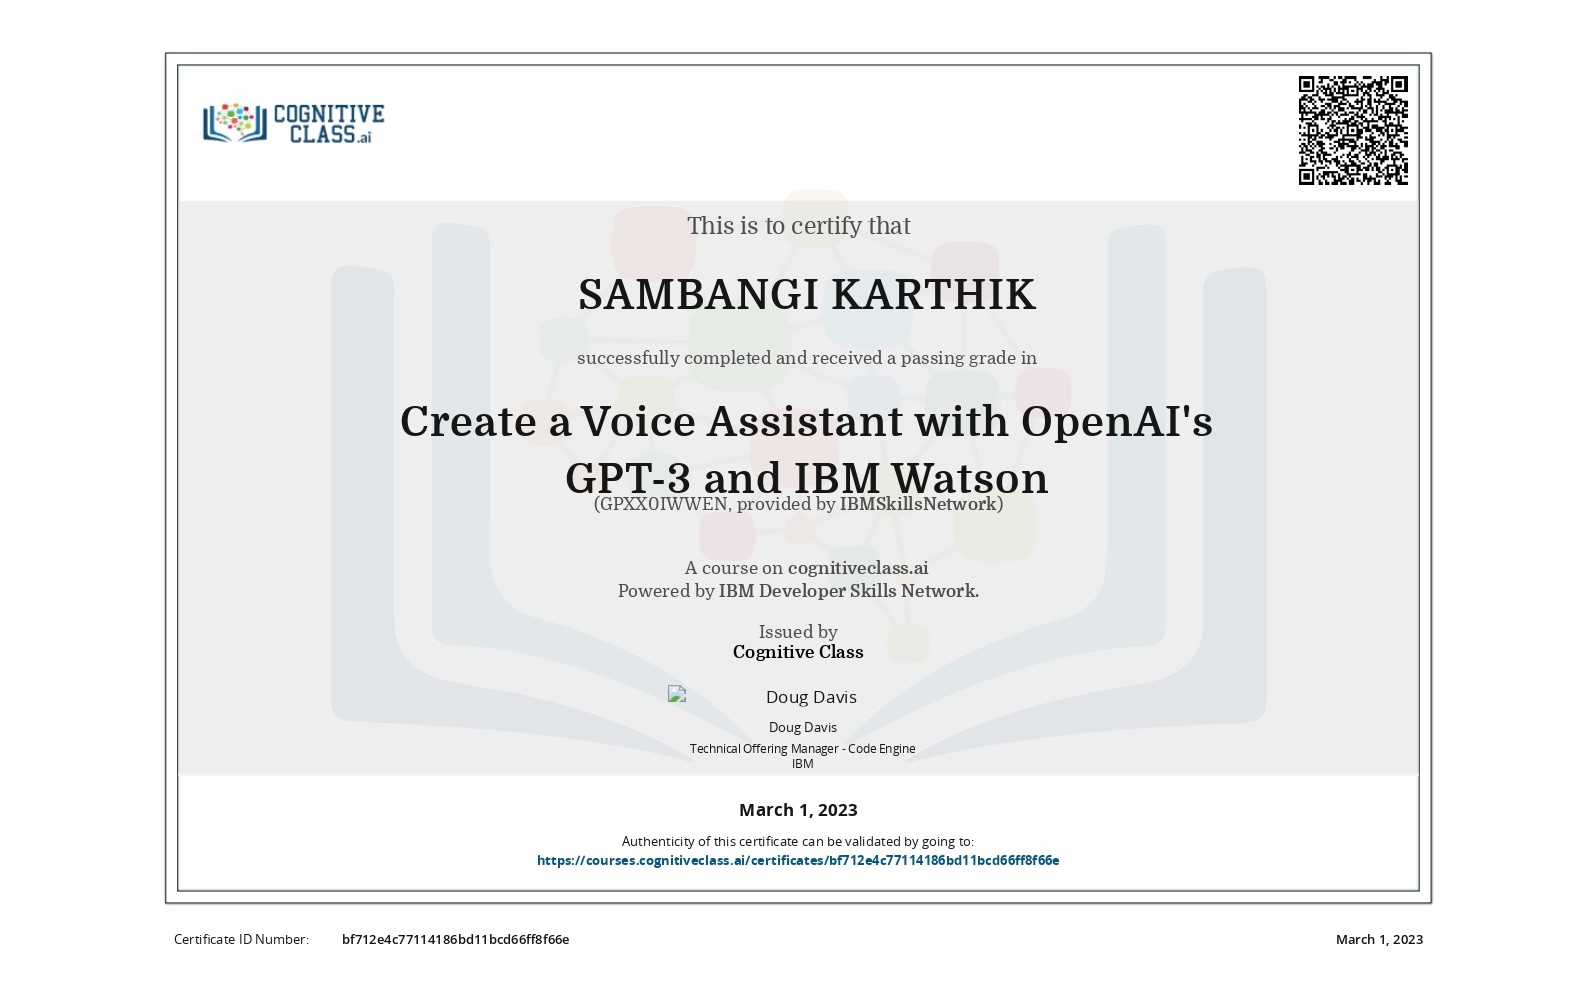 COGNITIVE
CLASS.ai
This is to certify that
SAMBANGI KARTHIK
successfully completed and received a passing grade in
Create a Voice Assistant with OpenAI's
GPT-3 and IBM Watson
(GPXX0IWWEN, provided by IBMSkillsNetwork)
A course on cognitiveclass.ai
Powered by IBM Developer Skills Network.
Issued by
Cognitive Class
Doug Davis
Doug Davis
Technical Offering Manager - Code Engine
IBM
March 1, 2023
Authenticity of this certificate can be validated by going to:
https://courses.cognitiveclass.ai/certificates/bf712e4c77114186bd11bcd66ff8f66e
Certificate ID Number: bf712e4c77114186bd11bcd66ff8f66e March 1, 2023